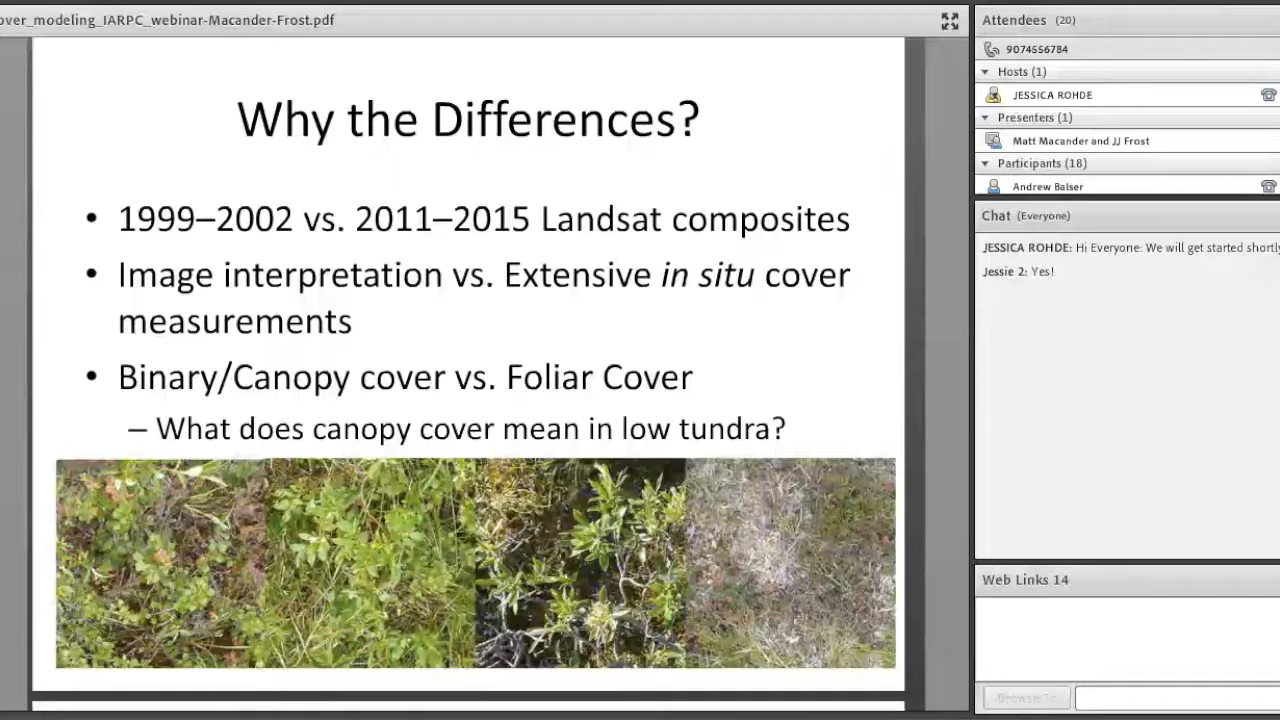 over_modeling_IARPC_webinar-Macander-Frost.pdf
Why the Differences?
• 1999–2002 vs. 2011–2015 Landsat composites
• Image interpretation vs. Extensive in situ cover
measurements
• Binary/Canopy cover vs. Foliar Cover
– What does canopy cover mean in low tundra?
Attendees (20)
9074556784
Hosts (1)
JESSICA ROHDE
Presenters (1)
Matt Macander and JJ Frost
Participants (18)
Andrew Balser
Chat (Everyone)
JESSICA ROHDE: Hi Everyone: We will get started shortly
Jessie 2: Yes!
Web Links 14
Browse To